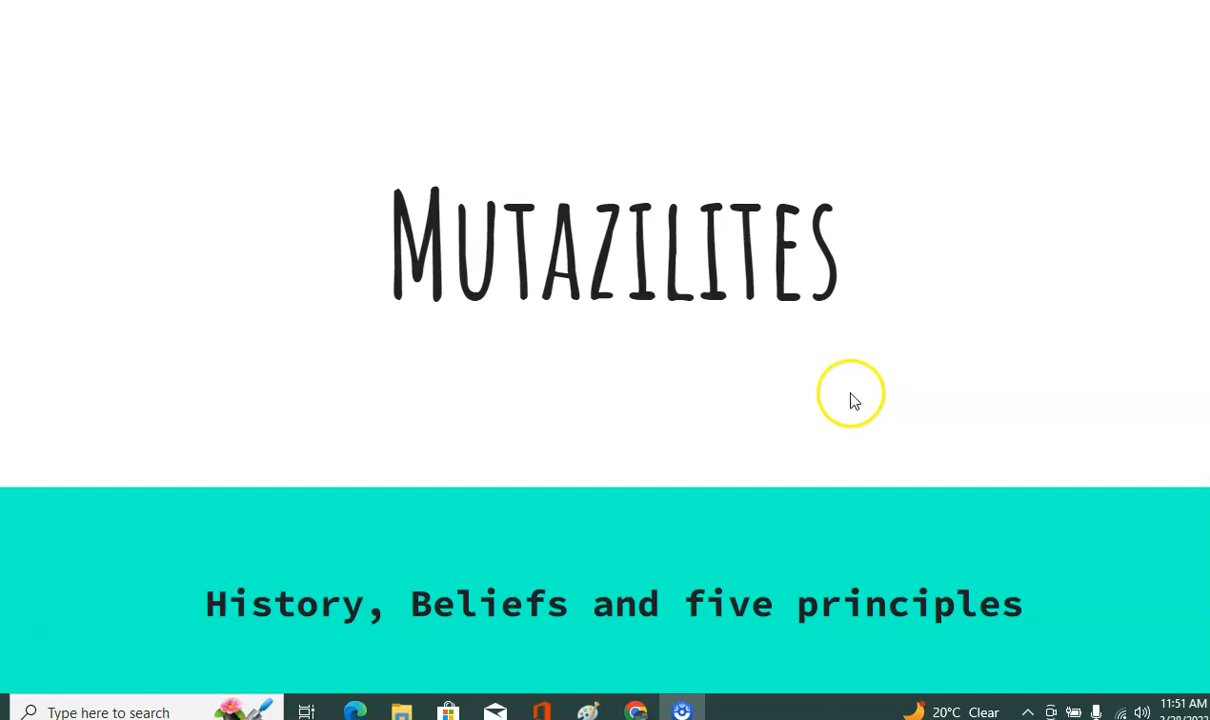 Mutazilites
History, Beliefs and five principles
Type here to search
20°C Clear
11:51 AM